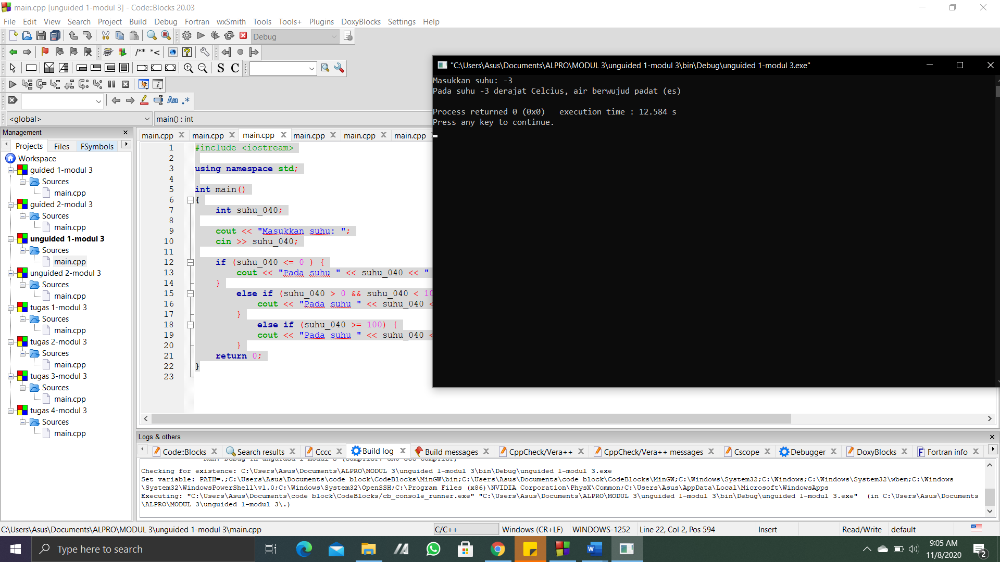 main.cpp [unguided 1-modul 3] - Code::Blocks 20.03
File Edit View Search Project Build Debug Fortran wxSmith Tools Tools+ Plugins DoxyBlocks Settings Help
Debug
/** *<
S C
Aa .*
<global>
main() : int
Management
Projects Files FSymbols
Workspace
guided 1-modul 3
Sources
main.cpp
guided 2-modul 3
Sources
main.cpp
unguided 1-modul 3
Sources
main.cpp
unguided 2-modul 3
Sources
main.cpp
tugas 1-modul 3
Sources
main.cpp
tugas 2-modul 3
Sources
main.cpp
tugas 3-modul 3
Sources
main.cpp
tugas 4-modul 3
Sources
main.cpp
main.cpp main.cpp main.cpp main.cpp main.cpp main.cpp
1 #include <iostream>
2
3 using namespace std;
4
5 int main()
6 {
7 int suhu_040;
8
9 cout << "Masukkan suhu: ";
10 cin >> suhu_040;
11
12 if (suhu_040 <= 0 ) {
13 cout << "Pada suhu " << suhu_040 << "
14 }
15 else if (suhu_040 > 0 && suhu_040 < 10
16 cout << "Pada suhu " << suhu_040 <
17 }
18 else if (suhu_040 >= 100) {
19 cout << "Pada suhu " << suhu_040 <
20 }
21 return 0;
22 }
23
"C:\Users\Asus\Documents\ALPRO\MODUL 3\unguided 1-modul 3\bin\Debug\unguided 1-modul 3.exe"
Masukkan suhu: -3
Pada suhu -3 derajat Celcius, air berwujud padat (es)
Process returned 0 (0x0) execution time : 12.584 s
Press any key to continue.
Logs & others
Code::Blocks Search results Cccc Build log Build messages CppCheck/Vera++ CppCheck/Vera++ messages Cscope Debugger DoxyBlocks Fortran info
Checking for existence: C:\Users\Asus\Documents\ALPRO\MODUL 3\unguided 1-modul 3\bin\Debug\unguided 1-modul 3.exe
Set variable: PATH=.;C:\Users\Asus\Documents\code block\CodeBlocks\MinGW\bin;C:\Users\Asus\Documents\code block\CodeBlocks\MinGW;C:\Windows\System32;C:\Windows;C:\Windows\System32\wbem;C:\Windows
\System32\WindowsPowerShell\v1.0;C:\Windows\System32\OpenSSH;C:\Program Files (x86)\NVIDIA Corporation\PhysX\Common;C:\Users\Asus\AppData\Local\Microsoft\WindowsApps
Executing: "C:\Users\Asus\Documents\code block\CodeBlocks/cb_console_runner.exe" "C:\Users\Asus\Documents\ALPRO\MODUL 3\unguided 1-modul 3\bin\Debug\unguided 1-modul 3.exe" (in C:\Users\Asus\Documents
\ALPRO\MODUL 3\unguided 1-modul 3\.)
C:\Users\Asus\Documents\ALPRO\MODUL 3\unguided 1-modul 3\main.cpp C/C++ Windows (CR+LF) WINDOWS-1252 Line 22, Col 2, Pos 594 Insert Read/Write default
Type here to search
9:05 AM
11/8/2020
2